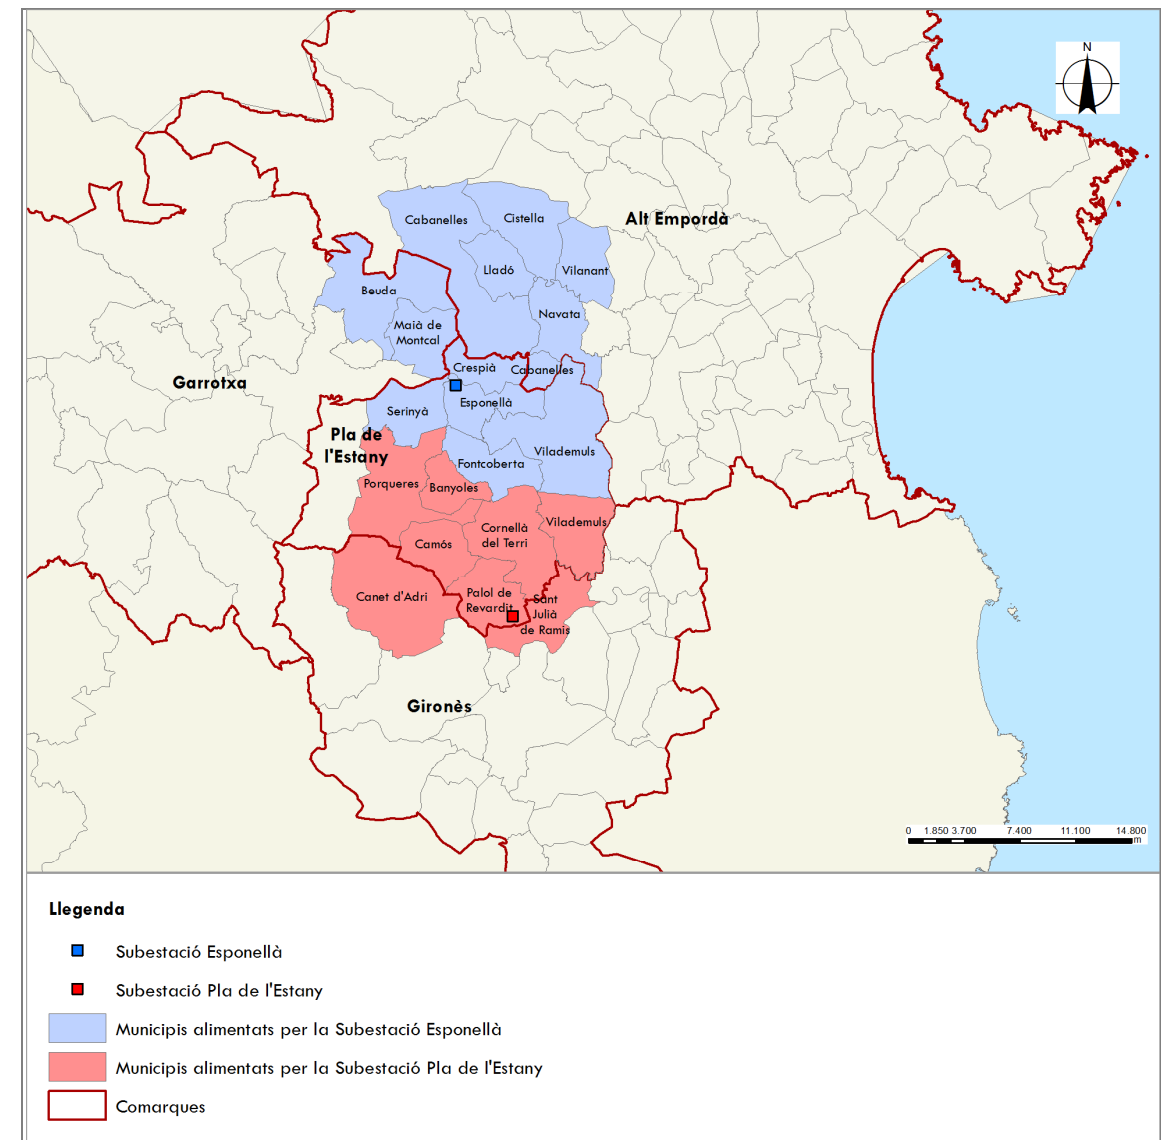 N
Cabanelles
Cistella
Alt Empordà
Lladó
Vilanant
Beuda
Navata
Maià de
Montcal
Crespià
Cabanelles
Garrotxa
Esponellà
Serinyà
Pla de
l'Estany
Vilademuls
Fontcoberta
Porqueres
Banyoles
Vilademuls
Cornellà
del Terri
Camós
Canet d'Adri
Palol de
Revardit
Sant
Julià
de Ramis
Gironès
0 1.850 3.700 7.400 11.100 14.800
m
Llegenda
Subestació Esponellà
Subestació Pla de l'Estany
Municipis alimentats per la Subestació Esponellà
Municipis alimentats per la Subestació Pla de l'Estany
Comarques